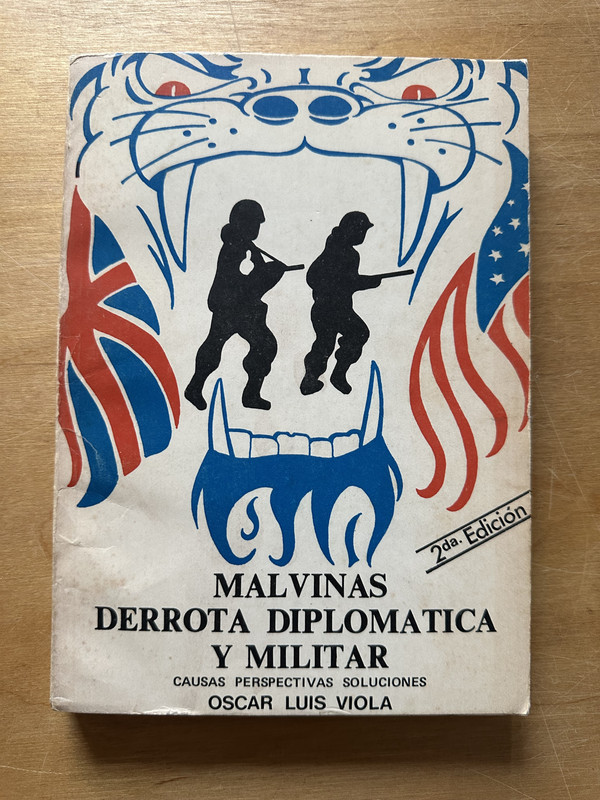 2da. Edición
MALVINAS
DERROTA DIPLOMATICA
Y MILITAR
CAUSAS PERSPECTIVAS SOLUCIONES
OSCAR LUIS VIOLA